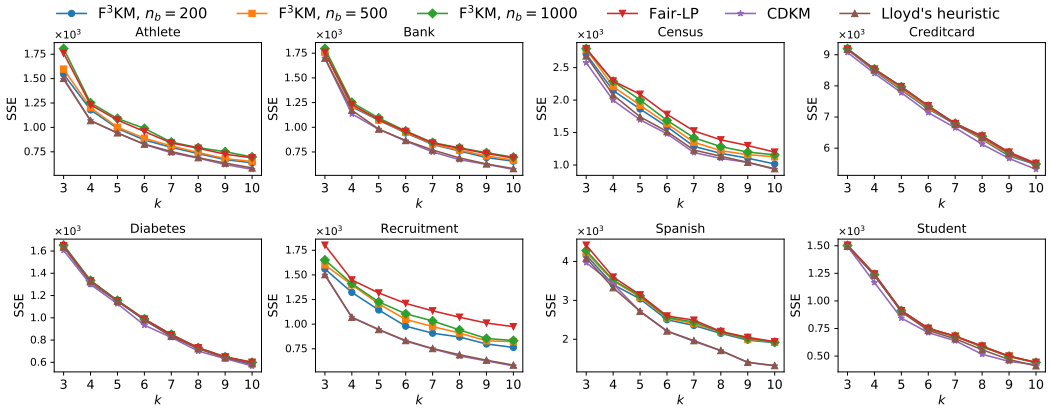 F³KM, n_b = 200 F³KM, n_b = 500 F³KM, n_b = 1000 Fair-LP CDKM Lloyd's heuristic
Athlete Bank Census Creditcard
×10³ ×10³ ×10³ ×10³
SSE SSE SSE SSE
1.75 1.75 2.5 9
1.50 1.50 2.0 8
1.25 1.25 1.5 7
1.00 1.00 1.0 6
0.75 0.75
3 4 5 6 7 8 9 10 3 4 5 6 7 8 9 10 3 4 5 6 7 8 9 10 3 4 5 6 7 8 9 10
k k k k
Diabetes Recruitment Spanish Student
×10³ ×10³ ×10³ ×10³
SSE SSE SSE SSE
1.6 1.75 4 1.50
1.4 1.50 3 1.25
1.2 1.25 2 1.00
1.0 1.00 0.75
0.8 0.75 0.50
0.6
3 4 5 6 7 8 9 10 3 4 5 6 7 8 9 10 3 4 5 6 7 8 9 10 3 4 5 6 7 8 9 10
k k k k